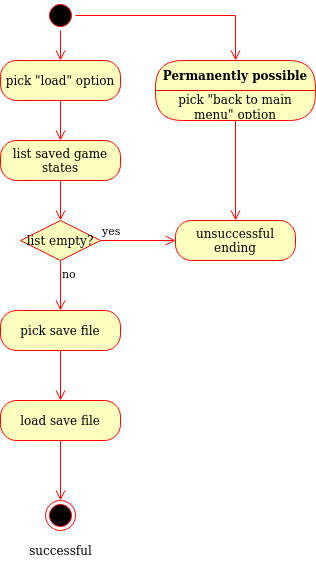 Permanently possible
pick "load" option
pick "back to main
menu" option
list saved game
states
list empty?
yes
unsuccessful
ending
no
pick save file
load save file
successful